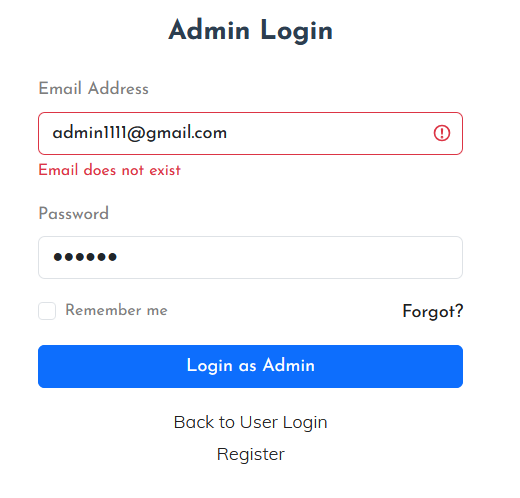 Admin Login
Email Address
admin1111@gmail.com
Email does not exist
Password
••••••
Remember me
Forgot?
Login as Admin
Back to User Login
Register